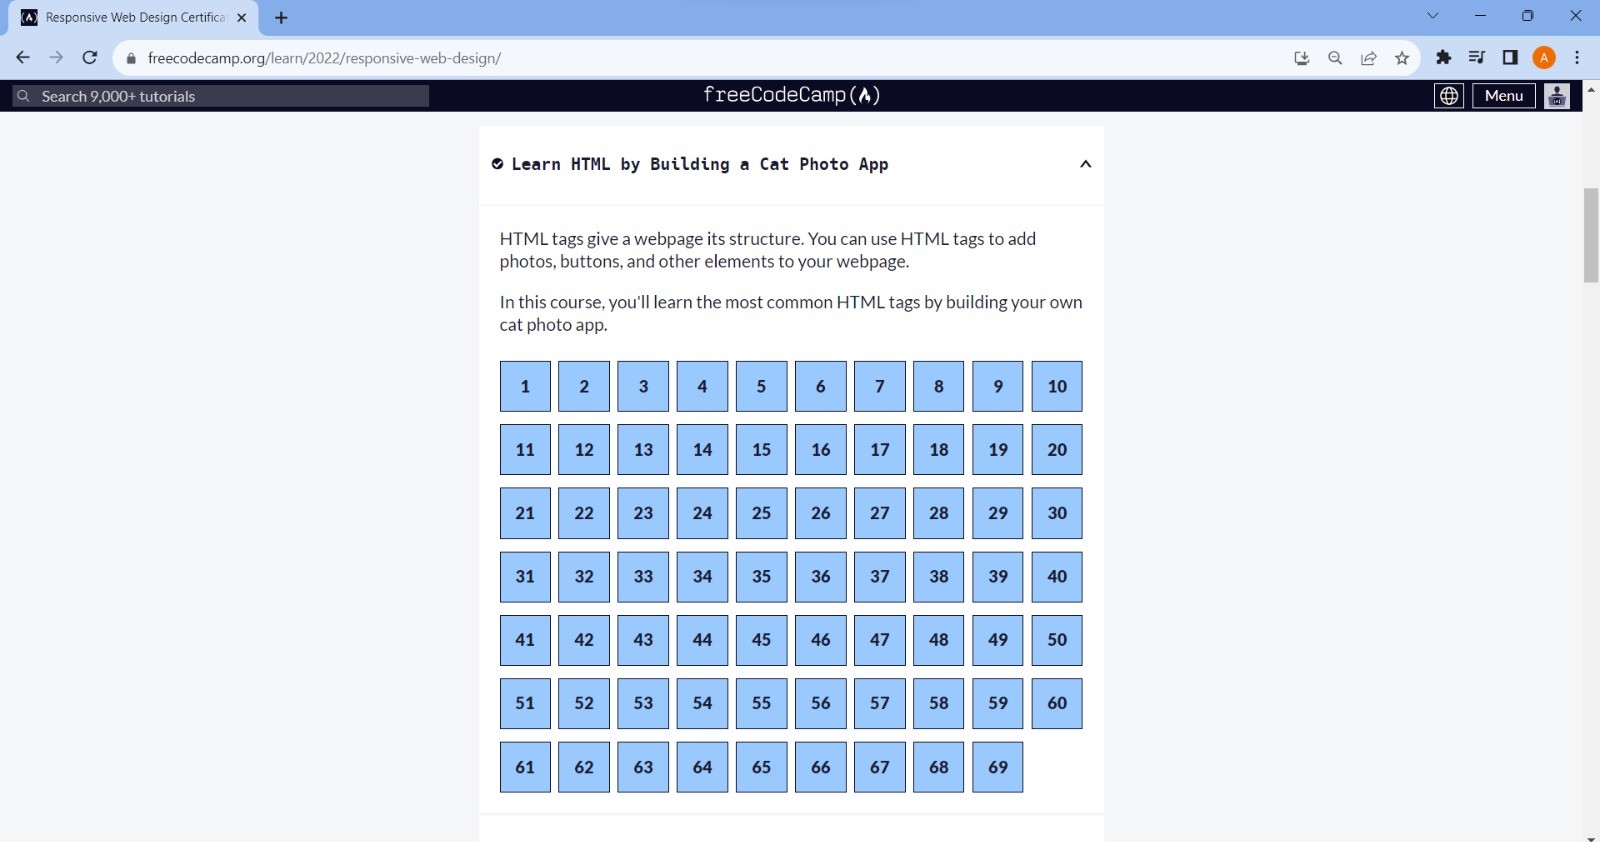 Responsive Web Design Certifica
freecodecamp.org/learn/2022/responsive-web-design/
A
Search 9,000+ tutorials
freeCodeCamp
Menu
Learn HTML by Building a Cat Photo App
HTML tags give a webpage its structure. You can use HTML tags to add
photos, buttons, and other elements to your webpage.
In this course, you'll learn the most common HTML tags by building your own
cat photo app.
1 2 3 4 5 6 7 8 9 10
11 12 13 14 15 16 17 18 19 20
21 22 23 24 25 26 27 28 29 30
31 32 33 34 35 36 37 38 39 40
41 42 43 44 45 46 47 48 49 50
51 52 53 54 55 56 57 58 59 60
61 62 63 64 65 66 67 68 69